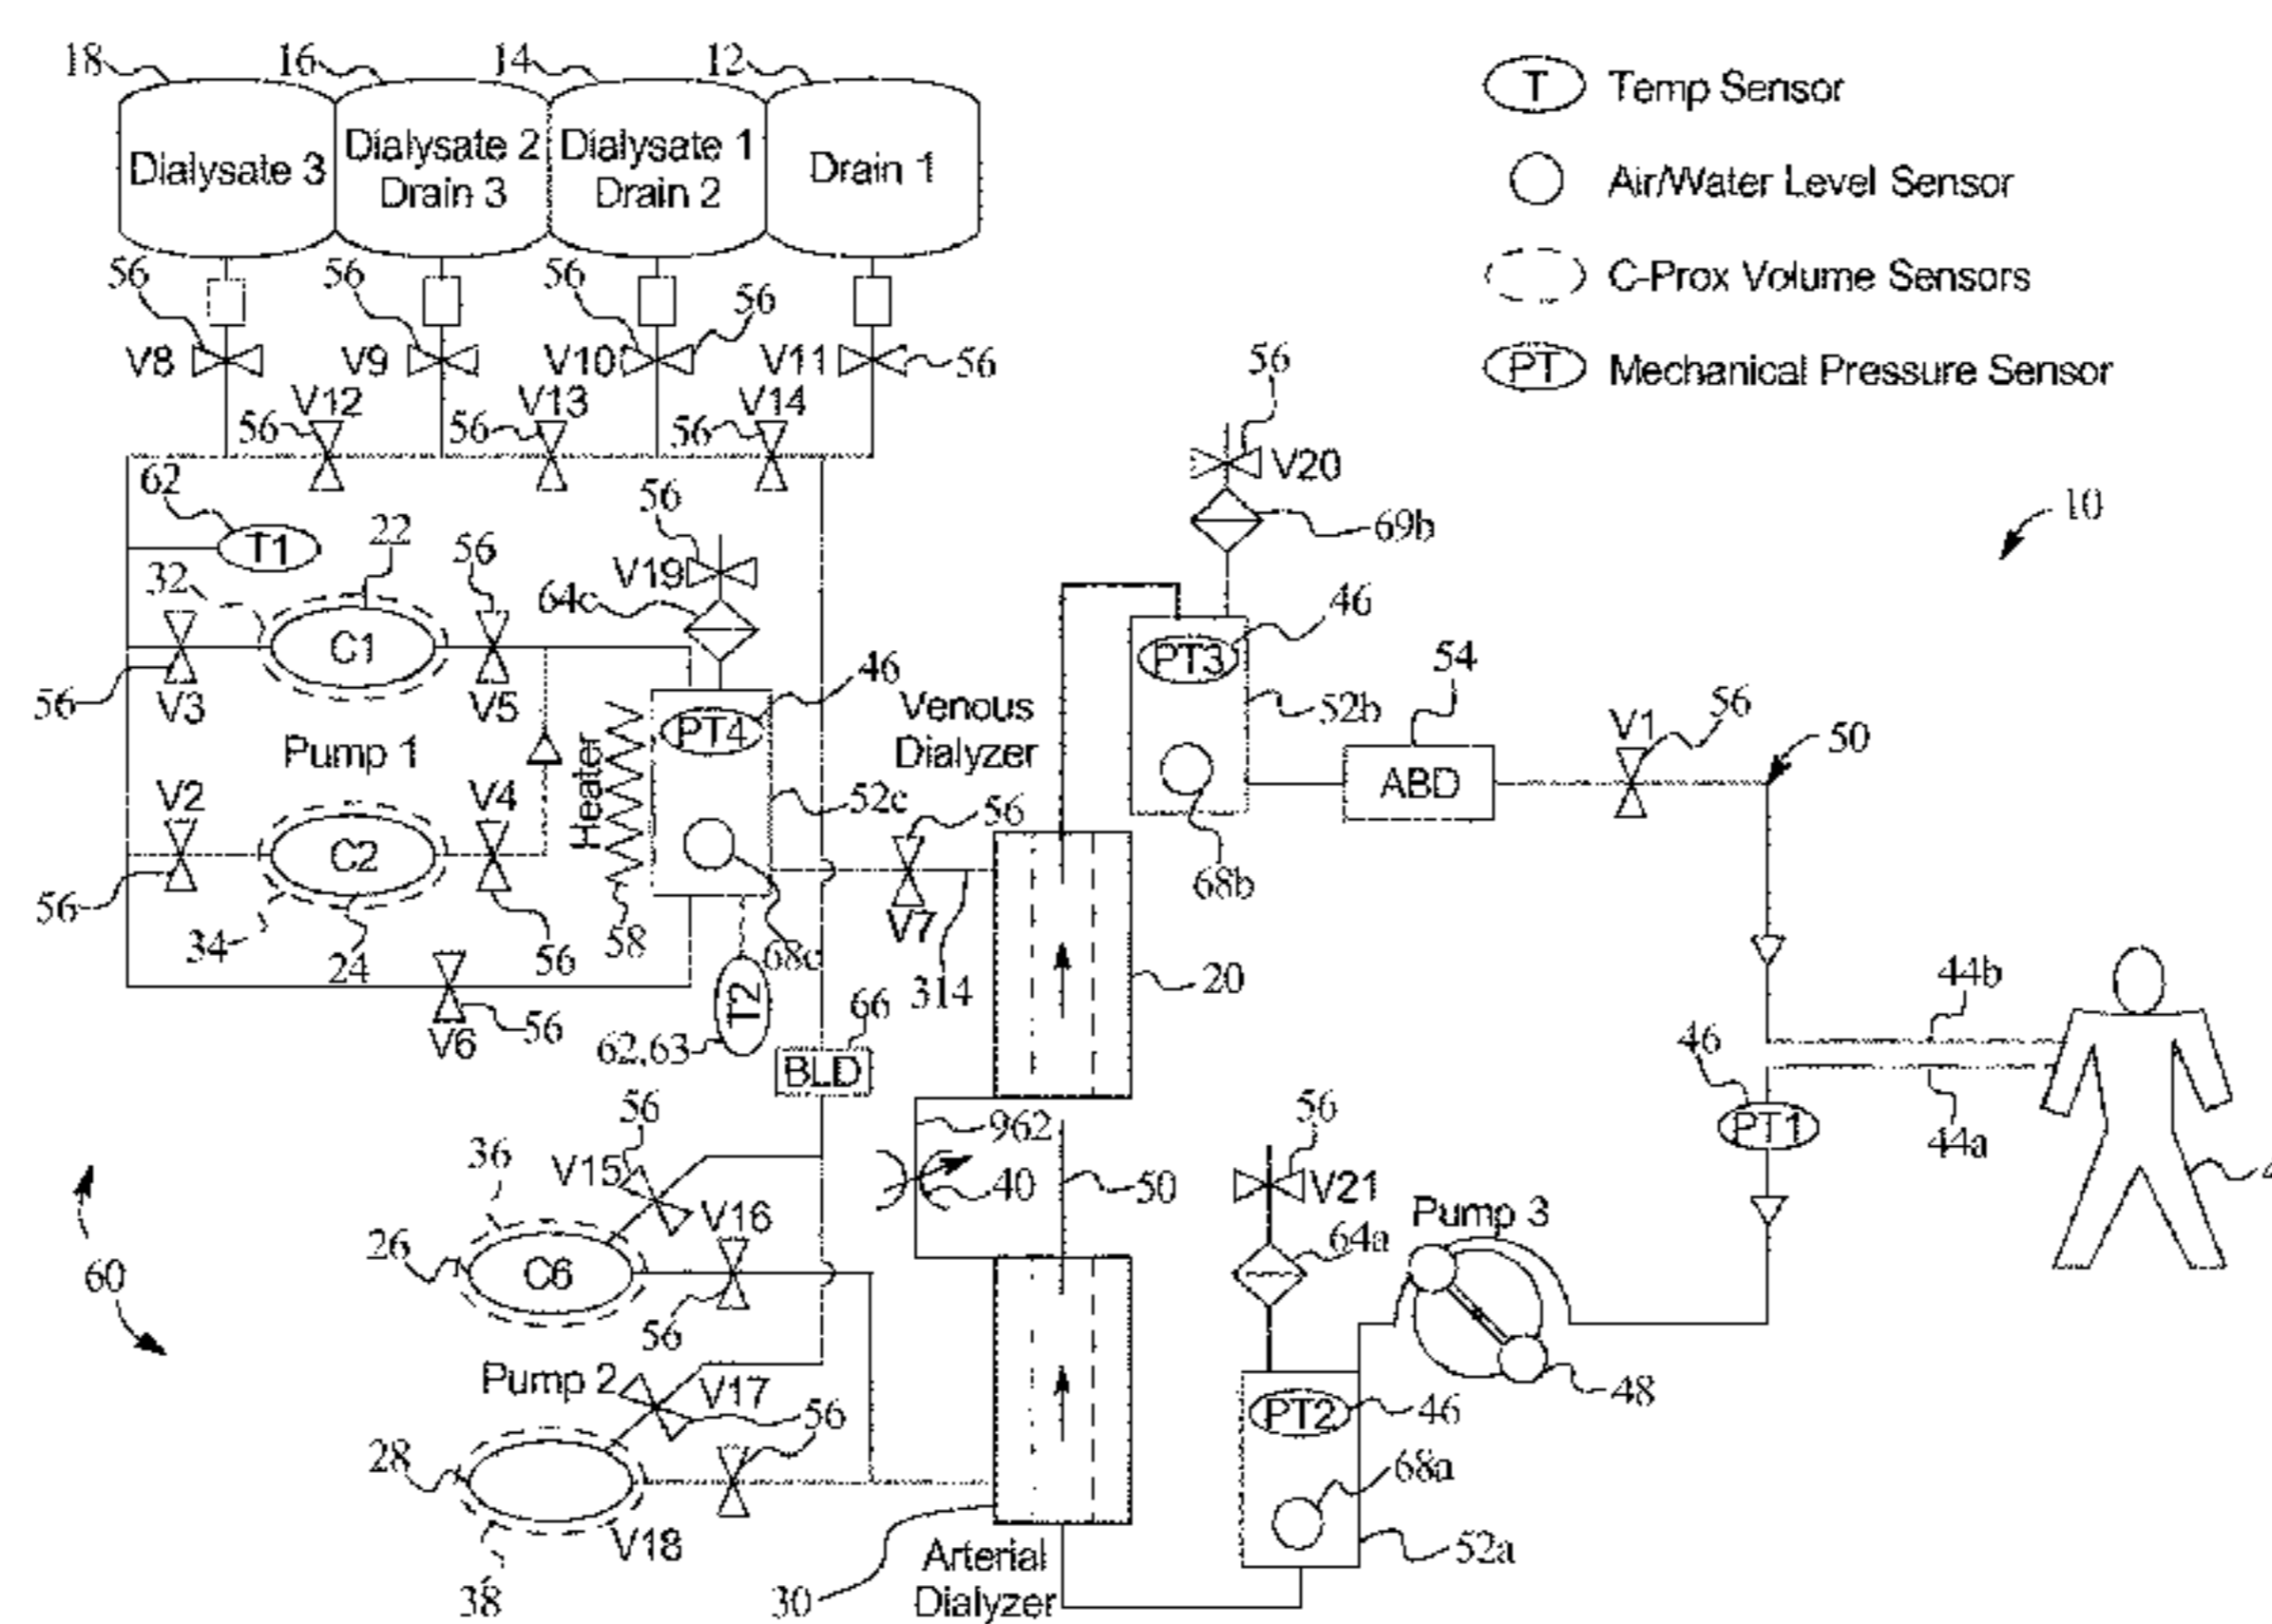 18
16
14
12
Dialysate 3
Dialysate 2
Drain 3
Dialysate 1
Drain 2
Drain 1
T Temp Sensor
Air/Water Level Sensor
C-Prox Volume Sensors
PT Mechanical Pressure Sensor
56
56
56
56
V8
V9
V10
V11
56
V12
V13
V14
56
56
56
56
V20
69b
10
62
T1
22
56
56
V19
64c
32
C1
56
V3
V5
46
PT4
Pump 1
Heater
52c
Venous
Dialyzer
PT3
46
52b
54
ABD
V1
56
50
V2
V4
C2
56
34
24
56
58
68c
56
V7
314
68b
20
V6
56
T2
62,63
66
BLD
44b
46
PT1
44a
4
962
40
50
56
V21
64a
Pump 3
48
36
56
V15
V16
26
C6
56
60
Pump 2
V17
56
28
V18
38
30
Arterial
Dialyzer
PT2
46
68a
52a